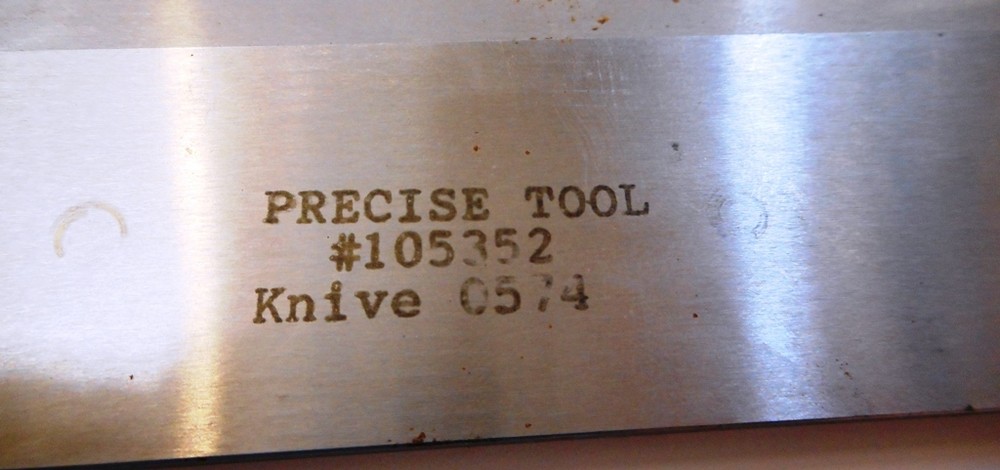 PRECISE TOOL
#105352
Knive 0574